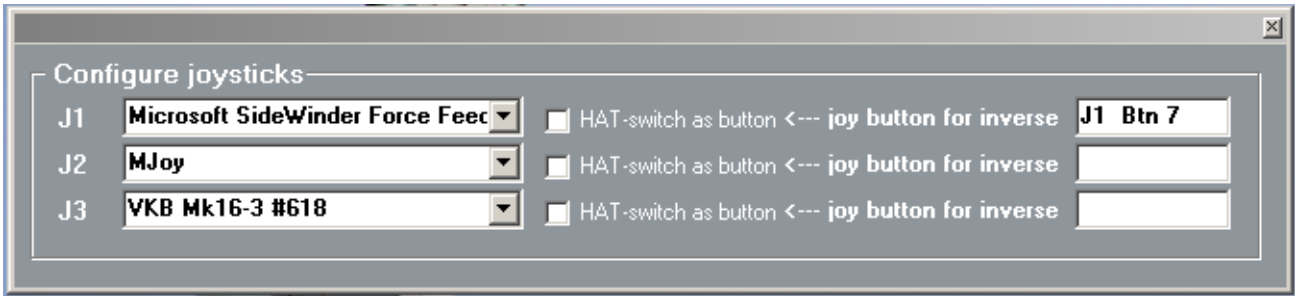 Configure joysticks
J1 Microsoft SideWinder Force Feec HAT-switch as button <--- joy button for inverse J1 Btn 7
J2 MJoy HAT-switch as button <--- joy button for inverse
J3 VKB Mk16-3 #618 HAT-switch as button <--- joy button for inverse